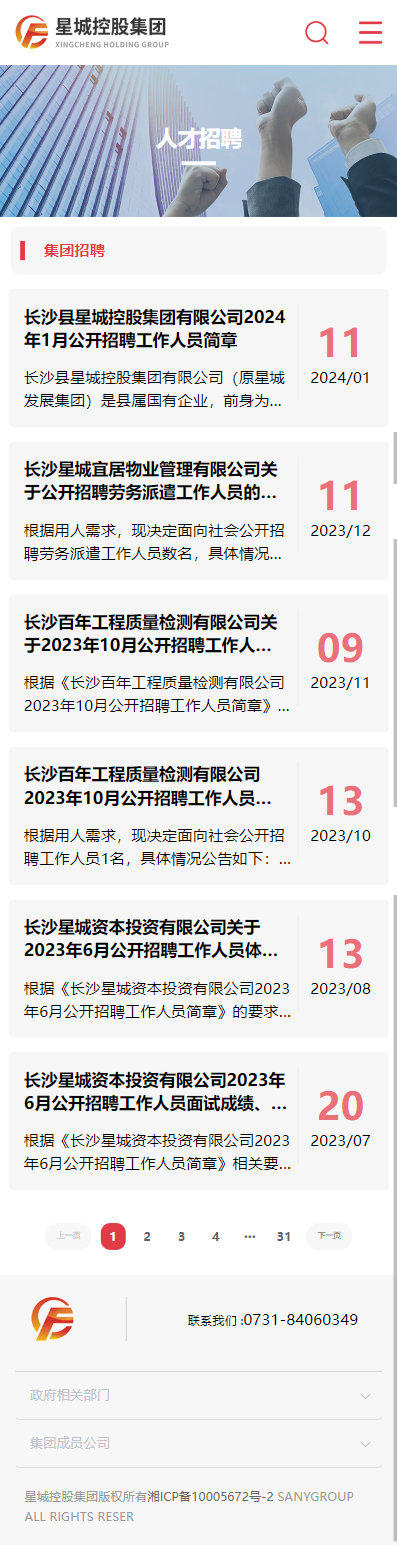 星城控股集团
XINGCHENG HOLDING GROUP
人才招聘
集团招聘
长沙县星城控股集团有限公司2024
年1月公开招聘工作人员简章
长沙县星城控股集团有限公司（原星城
发展集团）是县属国有企业，前身为...
11
2024/01
长沙星城宜居物业管理有限公司关
于公开招聘劳务派遣工作人员的...
根据用人需求，现决定面向社会公开招
聘劳务派遣工作人员数名，具体情况...
11
2023/12
长沙百年工程质量检测有限公司关
于2023年10月公开招聘工作人...
根据《长沙百年工程质量检测有限公司
2023年10月公开招聘工作人员简章》...
09
2023/11
长沙百年工程质量检测有限公司
2023年10月公开招聘工作人员...
根据用人需求，现决定面向社会公开招
聘工作人员1名，具体情况公告如下：...
13
2023/10
长沙星城资本投资有限公司关于
2023年6月公开招聘工作人员体...
根据《长沙星城资本投资有限公司2023
年6月公开招聘工作人员简章》的要求...
13
2023/08
长沙星城资本投资有限公司2023年
6月公开招聘工作人员面试成绩、...
根据《长沙星城资本投资有限公司2023
年6月公开招聘工作人员简章》相关要...
20
2023/07
上一页 1 2 3 4 ··· 31 下一页
联系我们 :0731-84060349
政府相关部门
集团成员公司
星城控股集团版权所有湘ICP备10005672号-2 SANYGROUP
ALL RIGHTS RESER